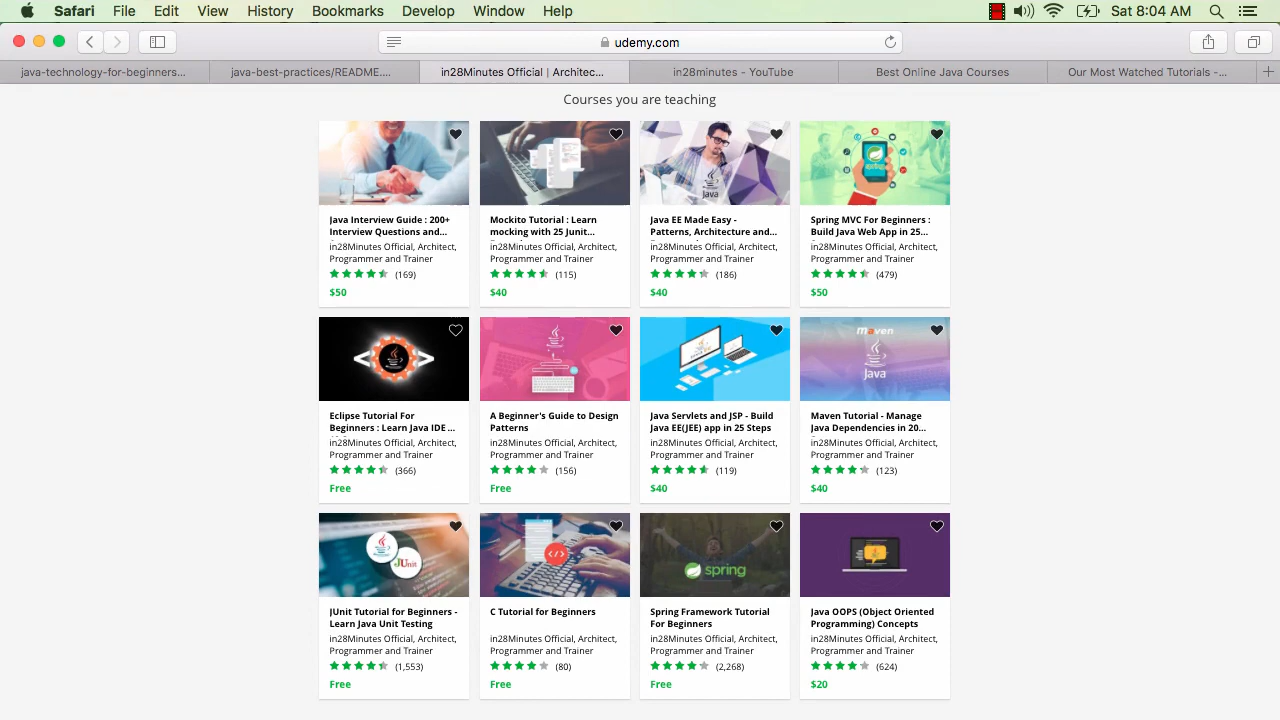 Safari File Edit View History Bookmarks Develop Window Help Sat 8:04 AM
udemy.com
java-technology-for-beginners... java-best-practices/README.... in28Minutes Official | Architec... in28minutes - YouTube Best Online Java Courses Our Most Watched Tutorials -...
Courses you are teaching
Java
Java Interview Guide : 200+
Interview Questions and...
in28Minutes Official, Architect,
Programmer and Trainer
(169)
$50
Mockito Tutorial : Learn
mocking with 25 Junit...
in28Minutes Official, Architect,
Programmer and Trainer
(115)
$40
Java EE Made Easy -
Patterns, Architecture and...
in28Minutes Official, Architect,
Programmer and Trainer
(186)
$40
Spring MVC For Beginners :
Build Java Web App in 25...
in28Minutes Official, Architect,
Programmer and Trainer
(479)
$50
Eclipse Tutorial For
Beginners : Learn Java IDE ...
in28Minutes Official, Architect,
Programmer and Trainer
(366)
Free
A Beginner's Guide to Design
Patterns
in28Minutes Official, Architect,
Programmer and Trainer
(156)
Free
Java Servlets and JSP - Build
Java EE(JEE) app in 25 Steps
in28Minutes Official, Architect,
Programmer and Trainer
(119)
$40
maven
Java
Maven Tutorial - Manage
Java Dependencies in 20...
in28Minutes Official, Architect,
Programmer and Trainer
(123)
$40
JUnit
JUnit Tutorial for Beginners -
Learn Java Unit Testing
in28Minutes Official, Architect,
Programmer and Trainer
(1,553)
Free
C Tutorial for Beginners
in28Minutes Official, Architect,
Programmer and Trainer
(80)
Free
spring
Spring Framework Tutorial
For Beginners
in28Minutes Official, Architect,
Programmer and Trainer
(2,268)
Free
Java OOPS (Object Oriented
Programming) Concepts
in28Minutes Official, Architect,
Programmer and Trainer
(624)
$20